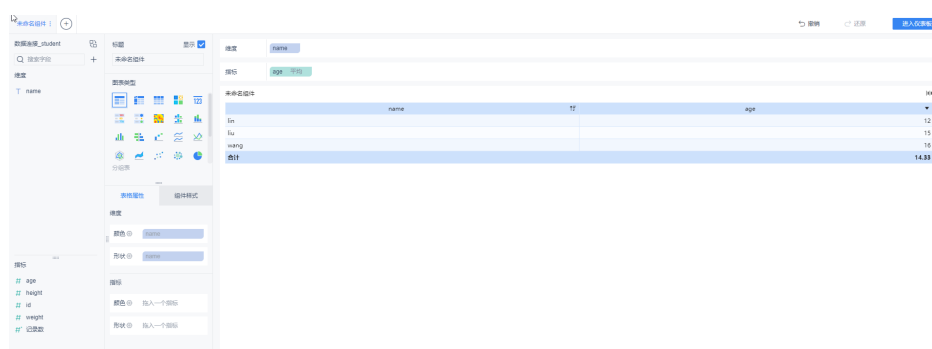 未命名组件
撤销 还原 进入仪表板
数据连接_student
搜索字段
维度
name
指标
age
height
id
weight
记录数
标题 显示
未命名组件
图表类型
123
分组表
表格属性 组件样式
维度
颜色 name
形状 name
指标
颜色 拖入一个指标
形状 拖入一个指标
维度 name
指标 age 平均
未命名组件
name age
lin 12
liu 15
wang 16
合计 14.33